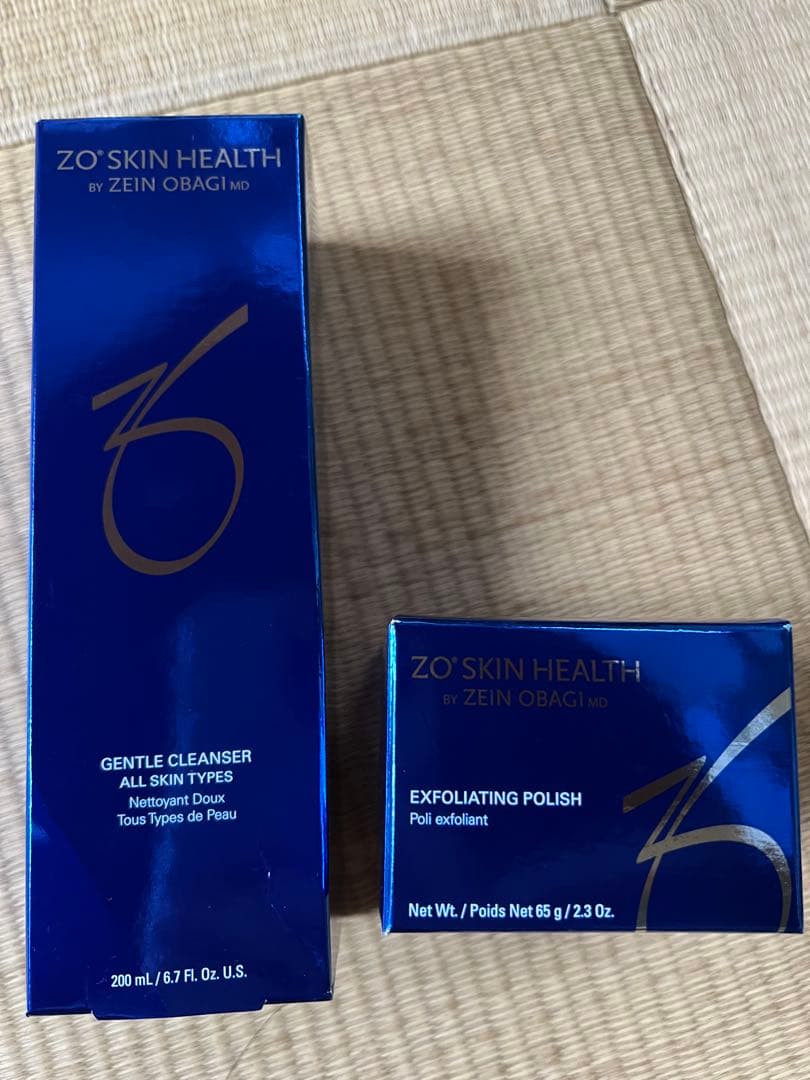 ZO® SKIN HEALTH
BY ZEIN OBAGI MD
GENTLE CLEANSER
ALL SKIN TYPES
Nettoyant Doux
Tous Types de Peau
200 mL / 6.7 Fl. Oz. U.S.
ZO® SKIN HEALTH
BY ZEIN OBAGI MD
EXFOLIATING POLISH
Poli exfoliant
Net Wt. / Poids Net 65 g / 2.3 Oz.